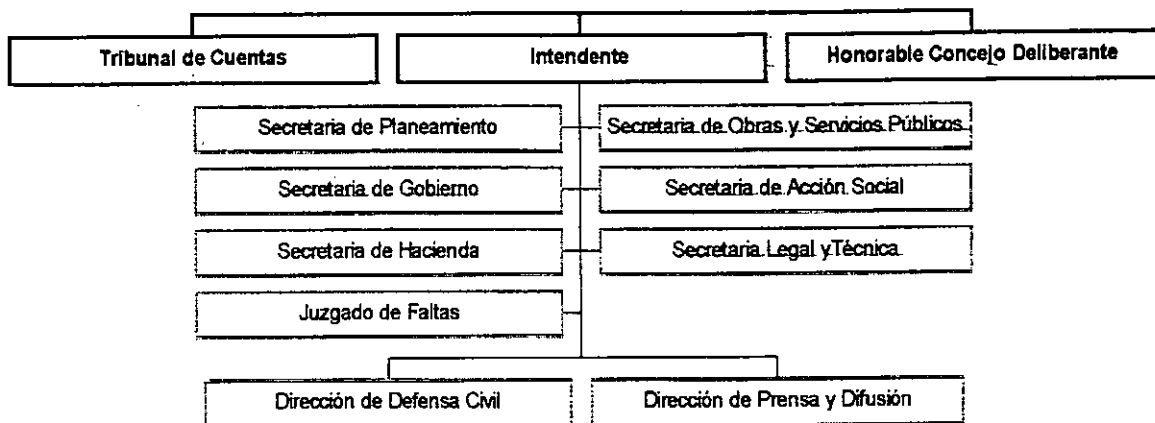 Tribunal de Cuentas
Intendente
Honorable Concejo Deliberante
Secretaria de Planeamiento
Secretaria de Obras y Servicios Públicos
Secretaria de Gobierno
Secretaria de Acción Social
Secretaria de Hacienda
Secretaria Legal y Técnica
Juzgado de Faltas
Dirección de Defensa Civil
Dirección de Prensa y Difusión